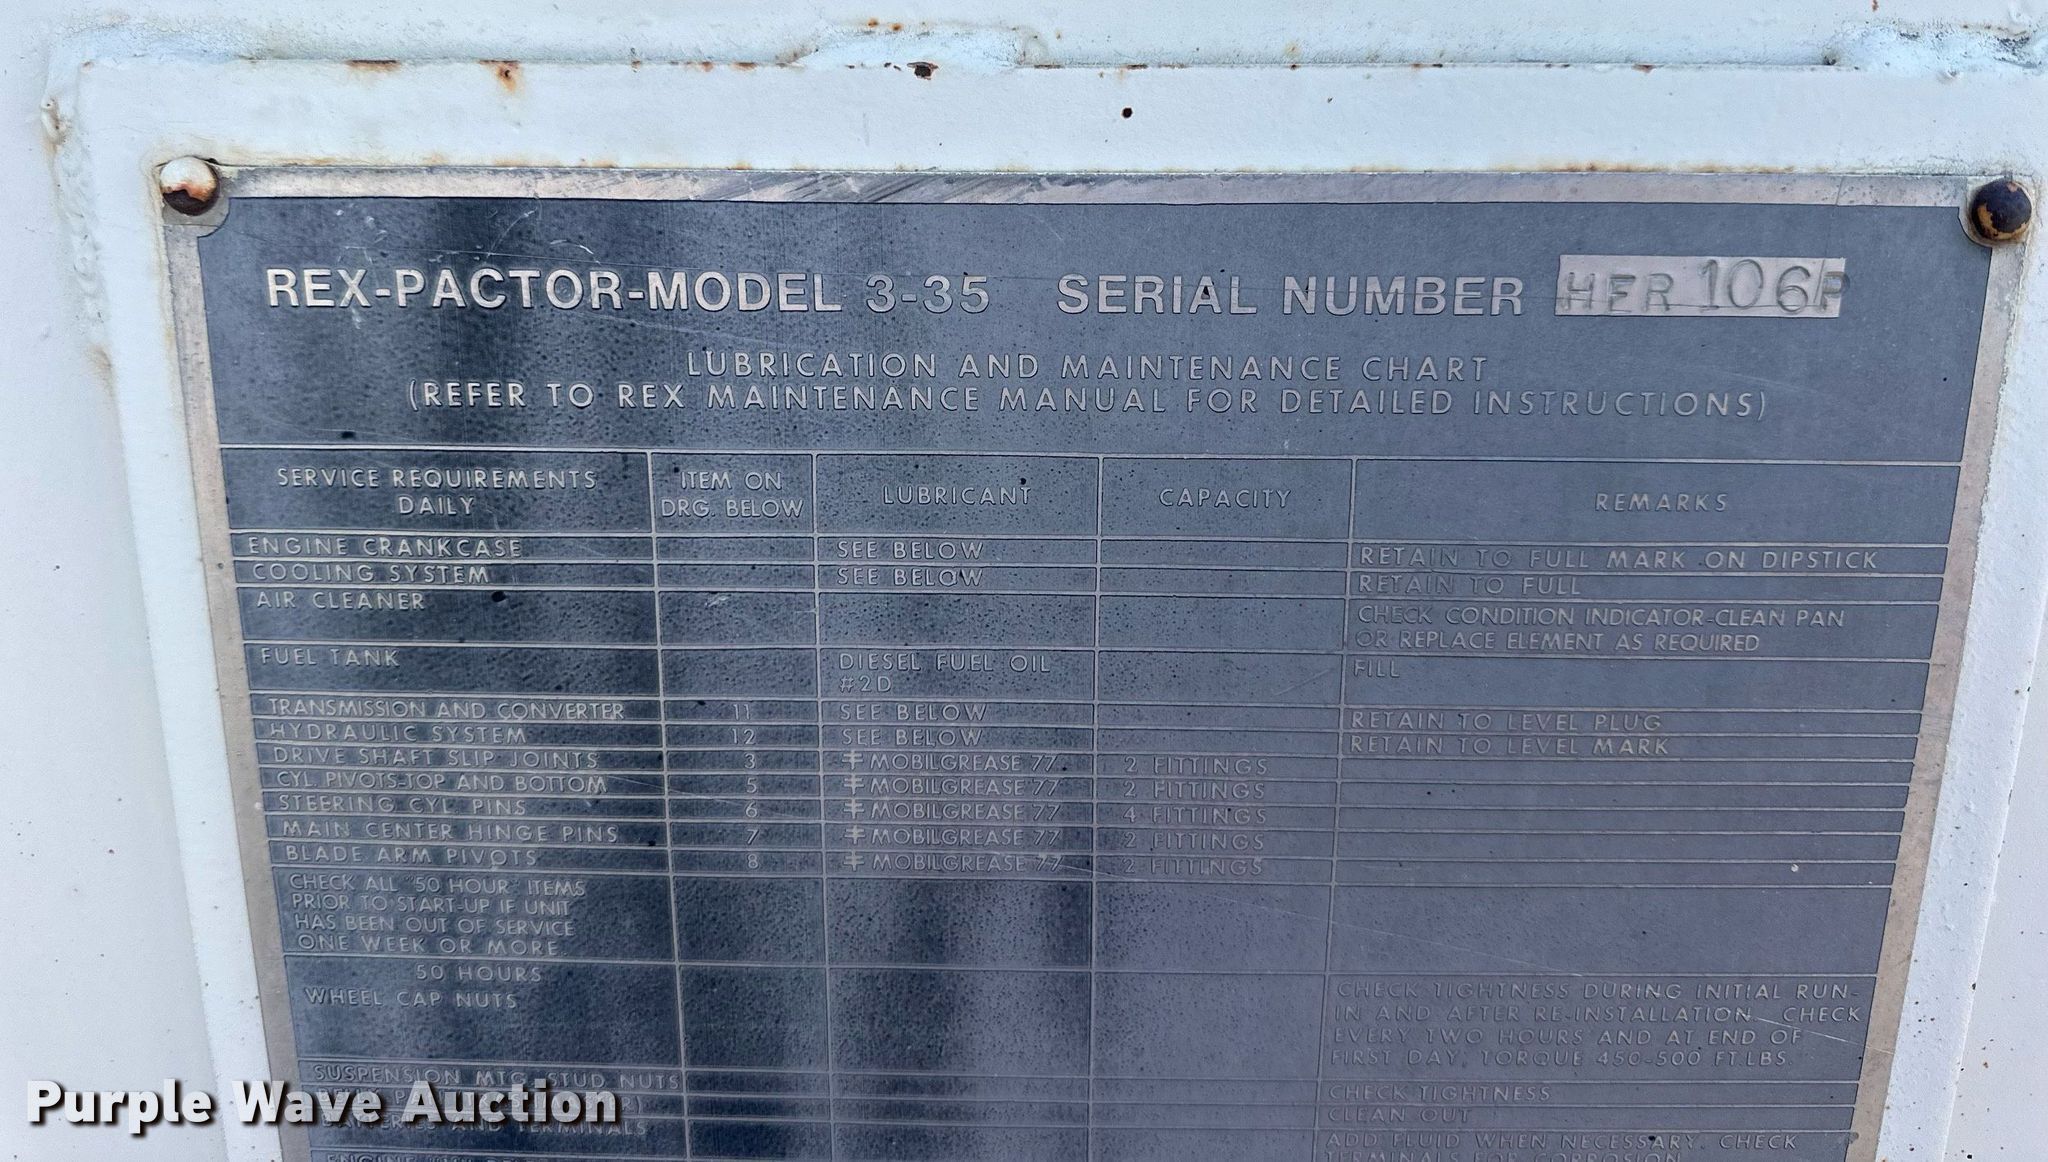 REX-PACTOR-MODEL 3-35 SERIAL NUMBER HER 106P
LUBRICATION AND MAINTENANCE CHART
(REFER TO REX MAINTENANCE MANUAL FOR DETAILED INSTRUCTIONS)
SERVICE REQUIREMENTS DAILY ITEM ON DRG. BELOW LUBRICANT CAPACITY REMARKS
ENGINE CRANKCASE SEE BELOW RETAIN TO FULL MARK ON DIPSTICK
COOLING SYSTEM SEE BELOW RETAIN TO FULL
AIR CLEANER CHECK CONDITION INDICATOR-CLEAN PAN
OR REPLACE ELEMENT AS REQUIRED
FUEL TANK DIESEL FUEL OIL FILL
#2D
TRANSMISSION AND CONVERTER 11 SEE BELOW RETAIN TO LEVEL PLUG
HYDRAULIC SYSTEM 12 SEE BELOW RETAIN TO LEVEL MARK
DRIVE SHAFT SLIP JOINTS 3 ‡ MOBILGREASE 77 2 FITTINGS
CYL. PIVOTS-TOP AND BOTTOM 5 ‡ MOBILGREASE 77 2 FITTINGS
STEERING CYL PINS 6 ‡ MOBILGREASE 77 4 FITTINGS
MAIN CENTER HINGE PINS 7 ‡ MOBILGREASE 77 2 FITTINGS
BLADE ARM PIVOTS 8 ‡ MOBILGREASE 77 2 FITTINGS
CHECK ALL "50 HOUR" ITEMS
PRIOR TO START-UP IF UNIT
HAS BEEN OUT OF SERVICE
ONE WEEK OR MORE.
50 HOURS
WHEEL CAP NUTS CHECK TIGHTNESS DURING INITIAL RUN-
IN AND AFTER RE-INSTALLATION. CHECK
EVERY TWO HOURS AND AT END OF
FIRST DAY, TORQUE 450-500 FT.LBS.
SUSPENSION MTG. STUD NUTS CHECK TIGHTNESS
CLEAN OUT
BATTERIES AND TERMINALS ADD FLUID WHEN NECESSARY. CHECK
TERMINALS FOR CORROSION
Purple Wave Auction